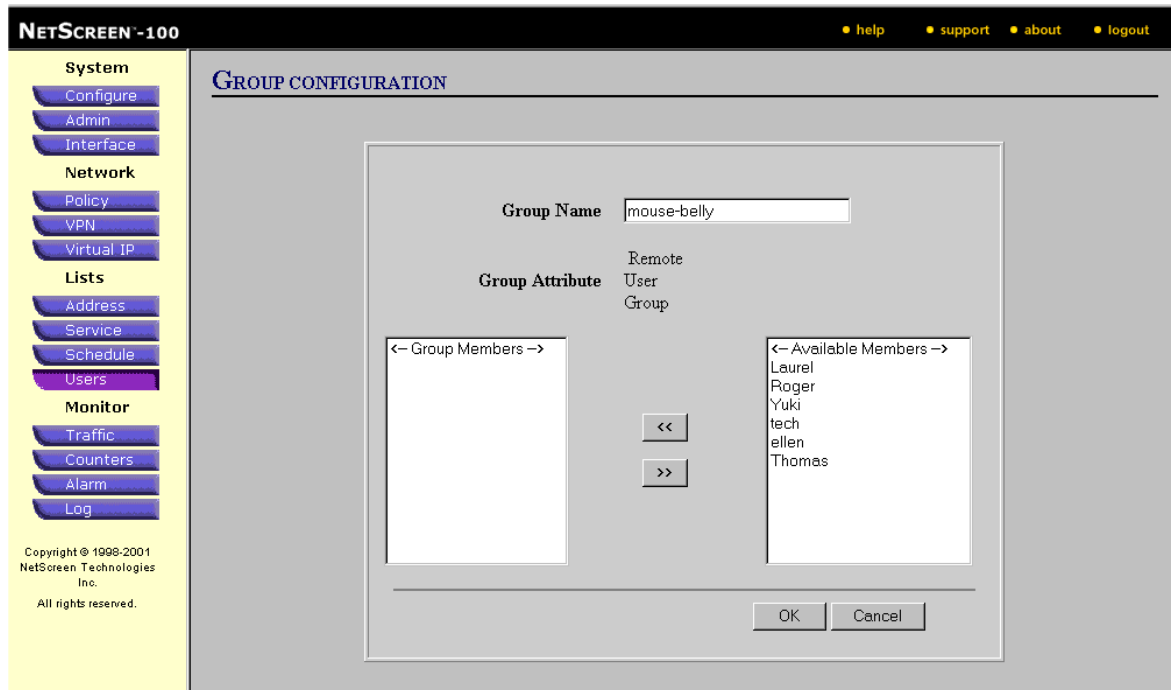 NETSCREEN™-100
help support about logout
System
Configure
Admin
Interface
Network
Policy
VPN
Virtual IP
Lists
Address
Service
Schedule
Users
Monitor
Traffic
Counters
Alarm
Log
Copyright © 1998-2001
NetScreen Technologies
Inc.
All rights reserved.
GROUP CONFIGURATION
Group Name mouse-belly
Group Attribute
Remote
User
Group
<-- Group Members -->
<<
>>
<-- Available Members -->
Laurel
Roger
Yuki
tech
ellen
Thomas
OK Cancel